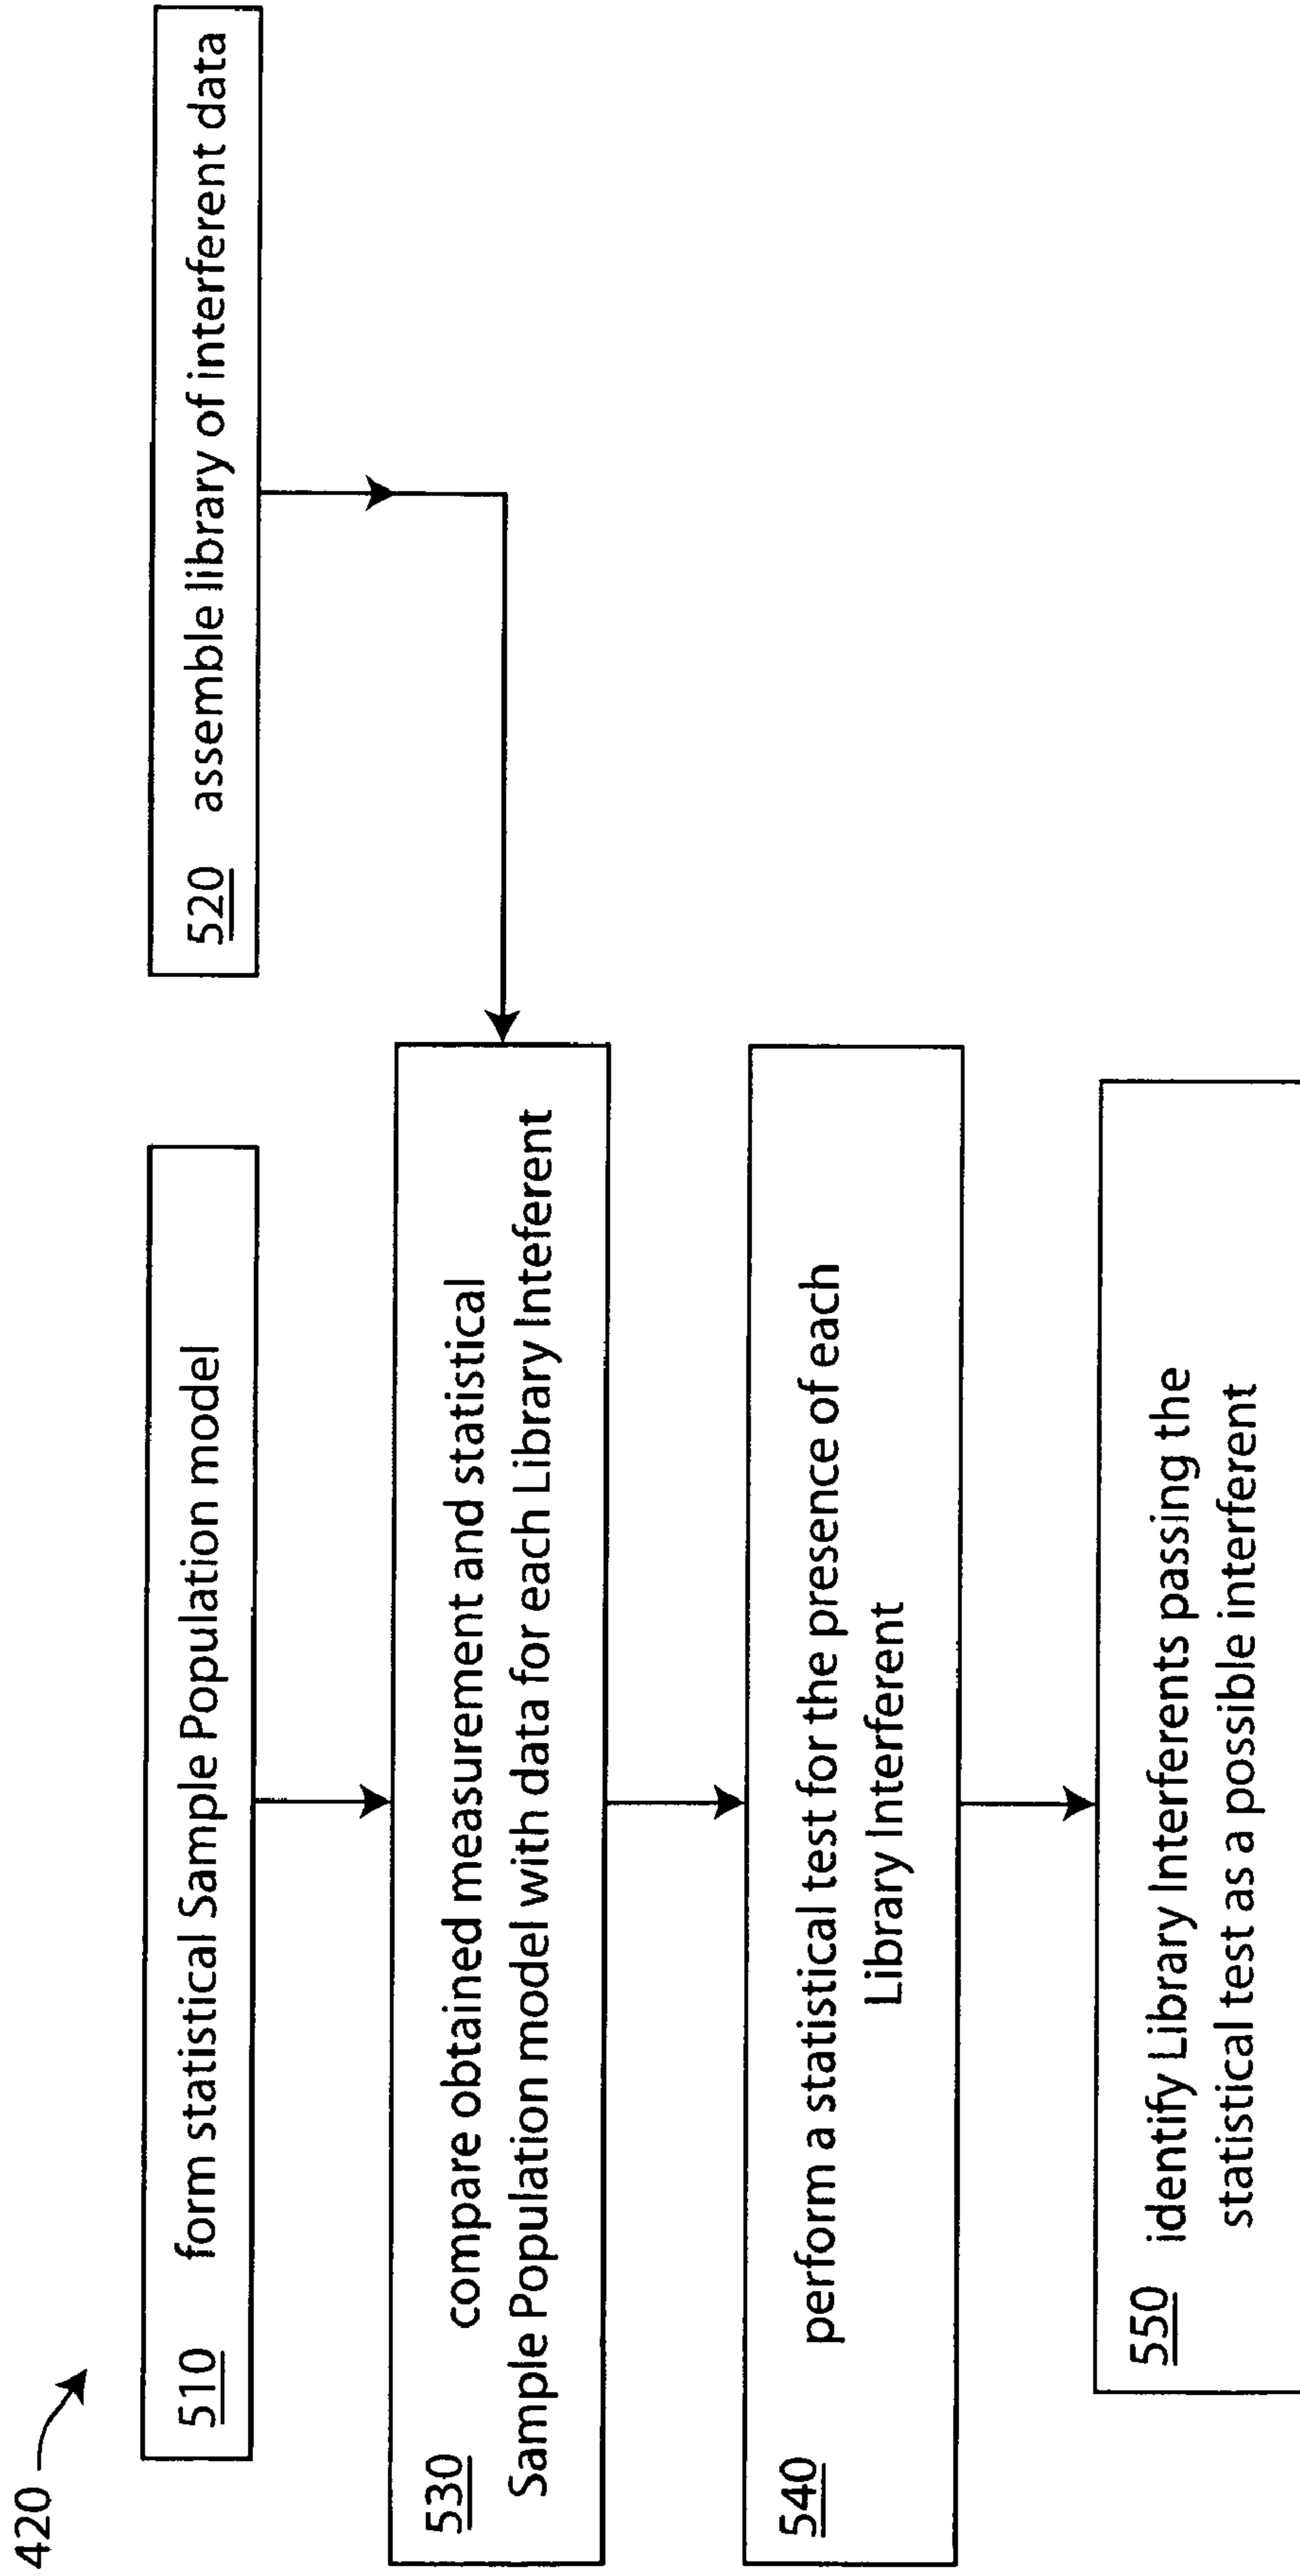 420
510 form statistical Sample Population model
520 assemble library of interferent data
530 compare obtained measurement and statistical
Sample Population model with data for each Library Inteferent
540 perform a statistical test for the presence of each
Library Interferent
550 identify Library Interferents passing the
statistical test as a possible interferent